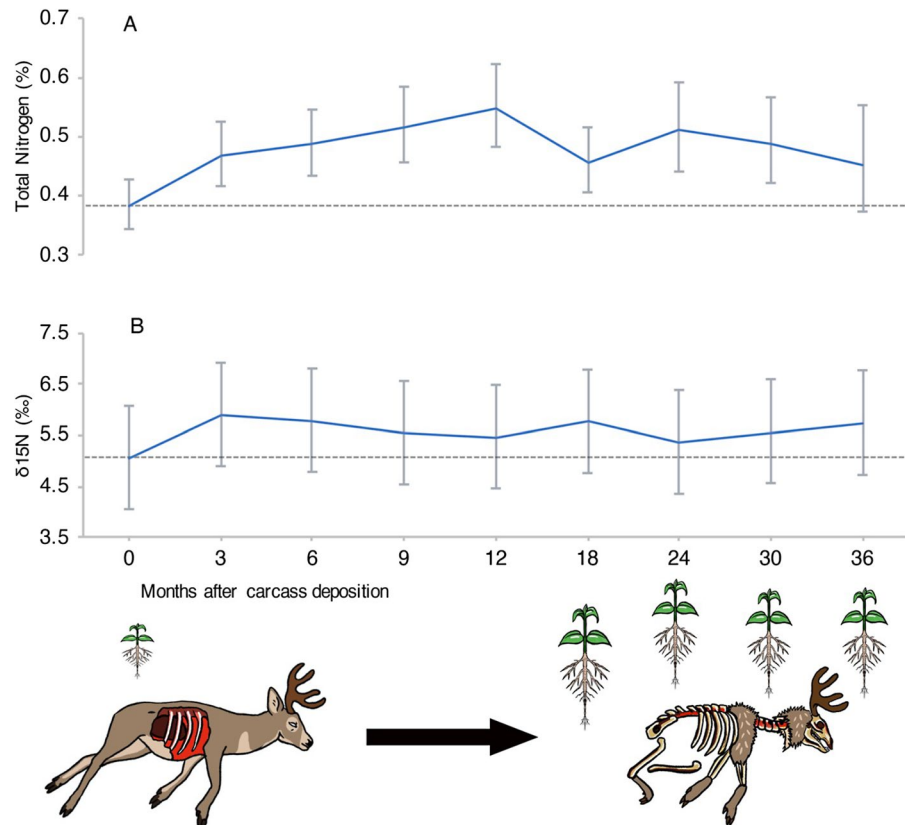 A
Total Nitrogen (%)
0.7
0.6
0.5
0.4
0.3
B
δ15N (‰)
7.5
6.5
5.5
4.5
3.5
0 3 6 9 12 18 24 30 36
Months after carcass deposition